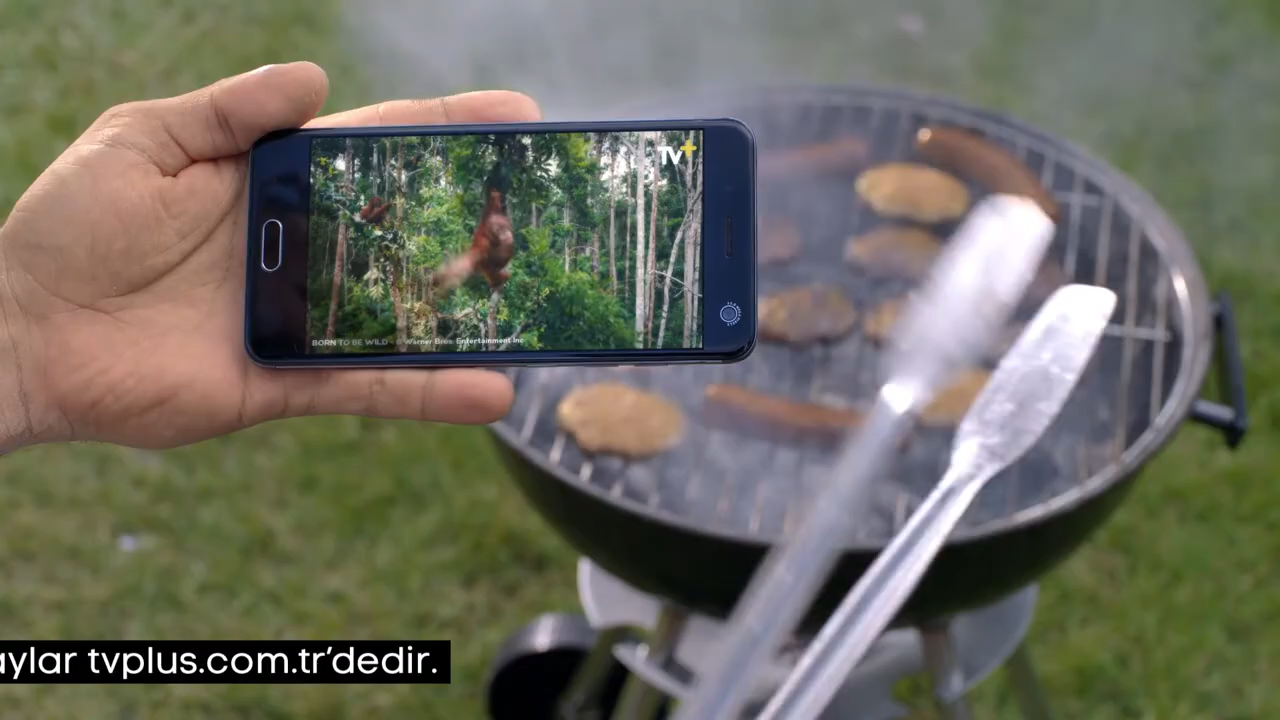 TV+
BORN TO BE WILD - © Warner Bros. Entertainment Inc
aylar tvplus.com.tr'dedir.